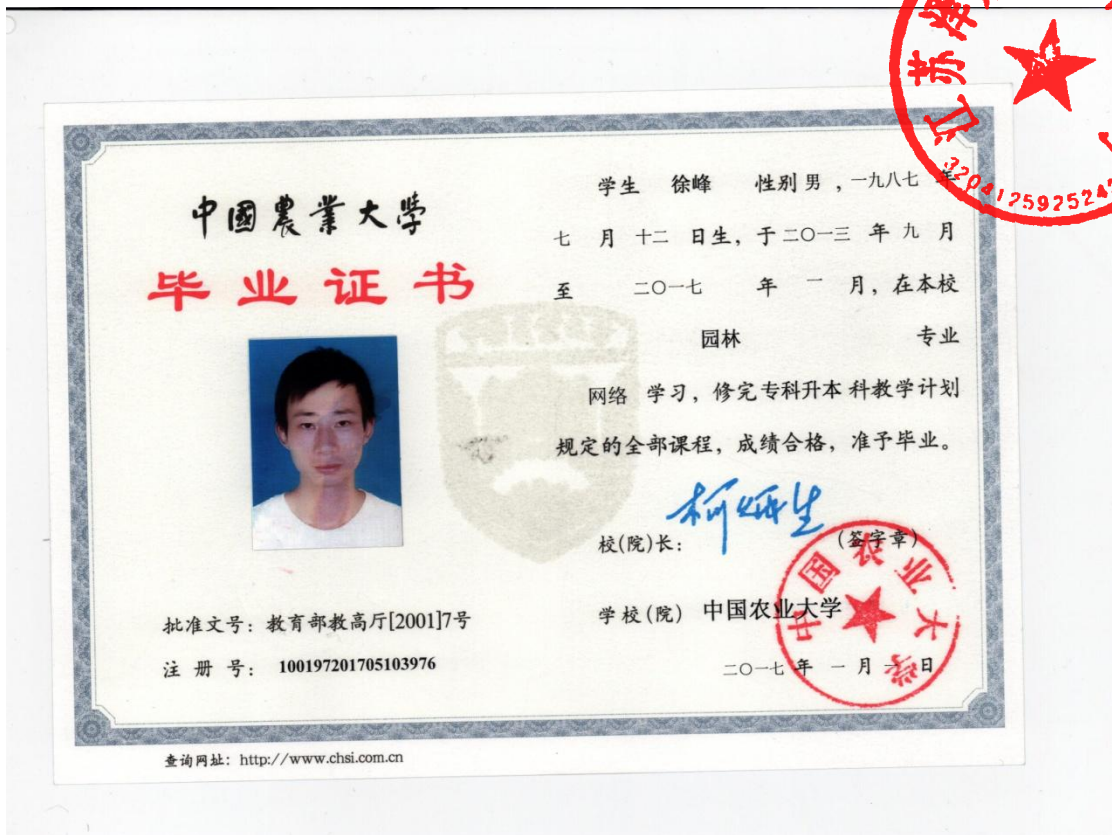 中國農業大學
毕业证书
学生 徐峰 性别 男 ,一九八七 年
七 月 十二 日生, 于 二〇一三 年 九 月
至 二〇一七 年 一 月, 在本校
园林 专业
网络 学习, 修完 专科升本 科教学计划
规定的全部课程, 成绩合格, 准予毕业。
校(院)长: (签字章)
柯炳生
学校(院) 中国农业大学
二〇一七 年 一 月 一 日
中国农业大学
批准文号: 教育部教高厅[2001]7号
注 册 号: 100197201705103976
查询网址: http://www.chsi.com.cn
江苏